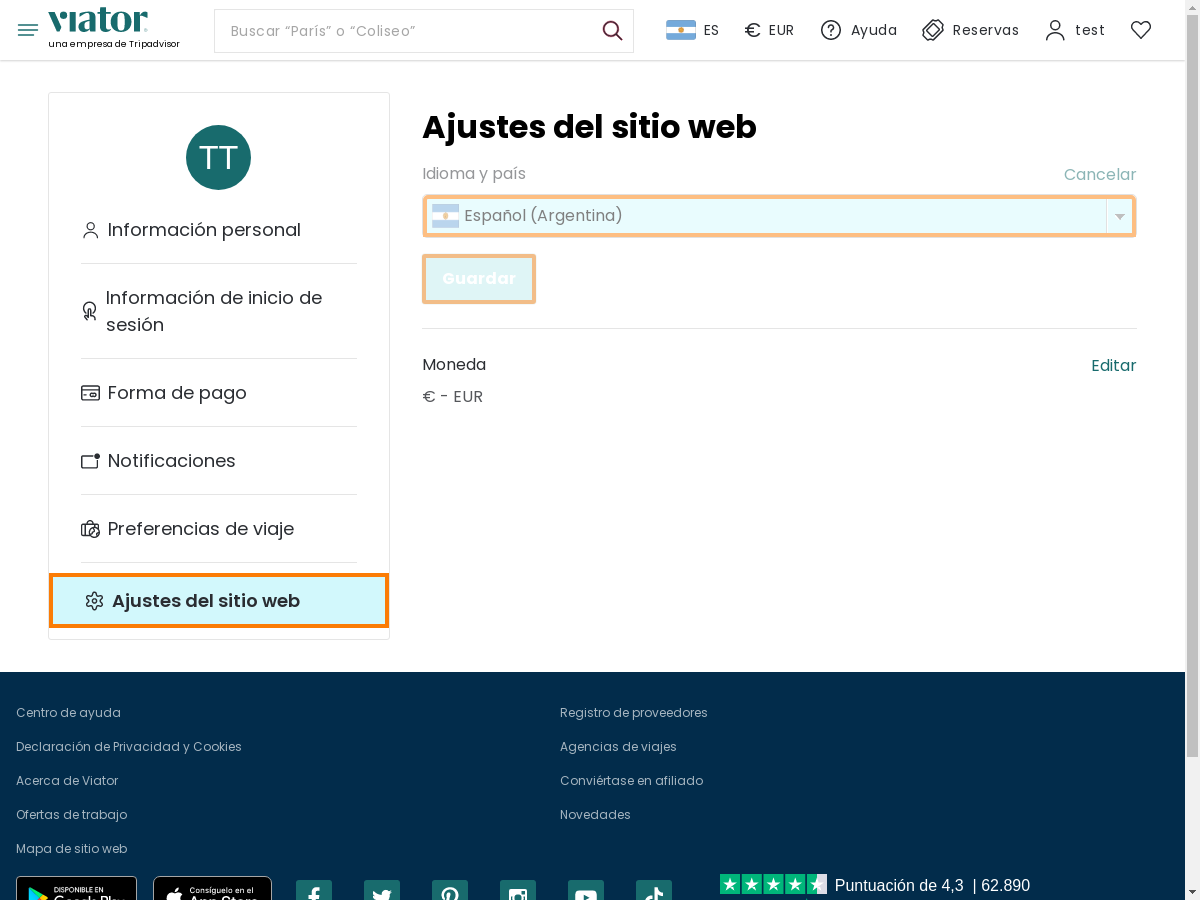 viator
una empresa de Tripadvisor
Buscar “París” o “Coliseo”
ES
€ EUR
Ayuda
Reservas
test
TT
Información personal
Información de inicio de
sesión
Forma de pago
Notificaciones
Preferencias de viaje
Ajustes del sitio web
Ajustes del sitio web
Idioma y país
Cancelar
Español (Argentina)
Guardar
Moneda
Editar
€ - EUR
Centro de ayuda
Declaración de Privacidad y Cookies
Acerca de Viator
Ofertas de trabajo
Mapa de sitio web
Registro de proveedores
Agencias de viajes
Conviértase en afiliado
Novedades
DISPONIBLE EN
Google Play
Consíguelo en el
App Store
Puntuación de 4,3 | 62.890